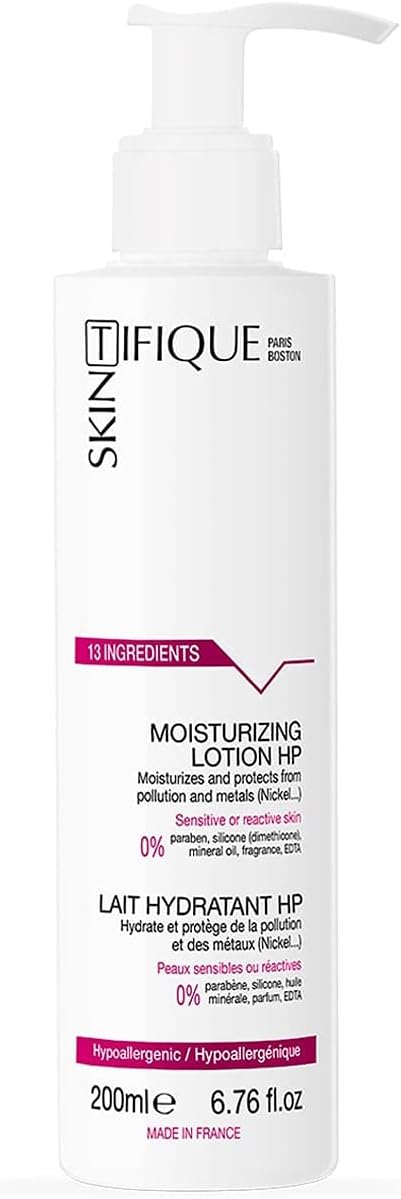 SKINTIFIQUE PARIS
BOSTON
13 INGREDIENTS
MOISTURIZING
LOTION HP
Moisturizes and protects from
pollution and metals (Nickel...)
Sensitive or reactive skin
0% paraben, silicone (dimethicone),
mineral oil, fragrance, EDTA
LAIT HYDRATANT HP
Hydrate et protège de la pollution
et des métaux (Nickel...)
Peaux sensibles ou réactives
0% parabène, silicone, huile
minérale, parfum, EDTA
Hypoallergenic / Hypoallergénique
200ml℮ 6.76 fl.oz
MADE IN FRANCE